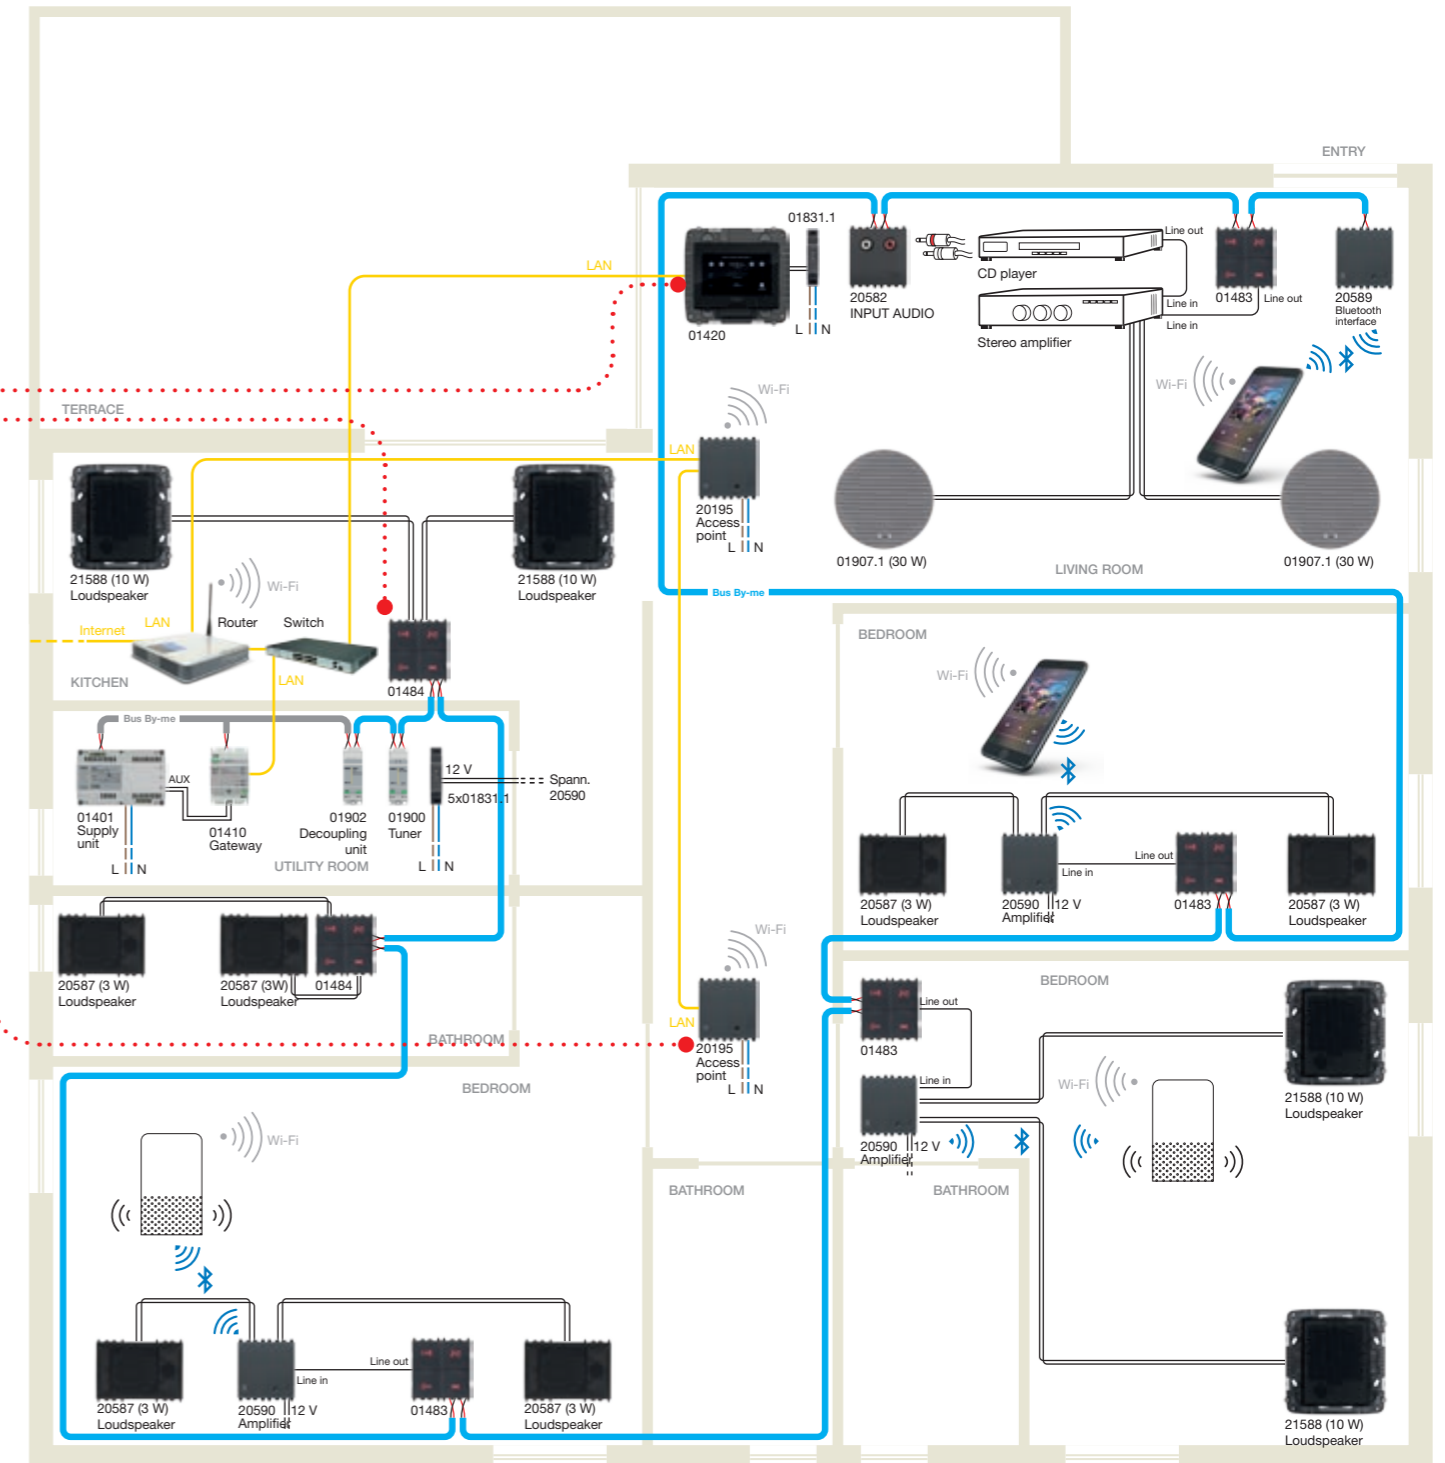 ENTRY
01831.1
LAN
01420
L N
20582
INPUT AUDIO
Line out
CD player
Line in
Line in
Stereo amplifier
01483
Line out
20589
Bluetooth
interface
Wi-Fi
Wi-Fi
TERRACE
LAN
20195
Access
point
L N
01907.1 (30 W)
01907.1 (30 W)
LIVING ROOM
21588 (10 W)
Loudspeaker
21588 (10 W)
Loudspeaker
Wi-Fi
Bus By-me
Internet
LAN
Router
Switch
LAN
KITCHEN
01484
BEDROOM
Wi-Fi
Bus By-me
AUX
12 V
5x01831.1
Spann.
20590
01401
Supply
unit
L N
01410
Gateway
01902
Decoupling
unit
01900
Tuner
L N
UTILITY ROOM
Line out
Line in
20587 (3 W)
Loudspeaker
20590
Amplifier
12 V
01483
20587 (3 W)
Loudspeaker
20587 (3 W)
Loudspeaker
20587 (3W)
Loudspeaker
01484
BATHROOM
Wi-Fi
LAN
20195
Access
point
L N
BEDROOM
Line out
01483
Line in
20590
Amplifier
12 V
Wi-Fi
21588 (10 W)
Loudspeaker
BEDROOM
Wi-Fi
BATHROOM
BATHROOM
Line out
Line in
20587 (3 W)
Loudspeaker
20590
Amplifier
12 V
01483
20587 (3 W)
Loudspeaker
21588 (10 W)
Loudspeaker